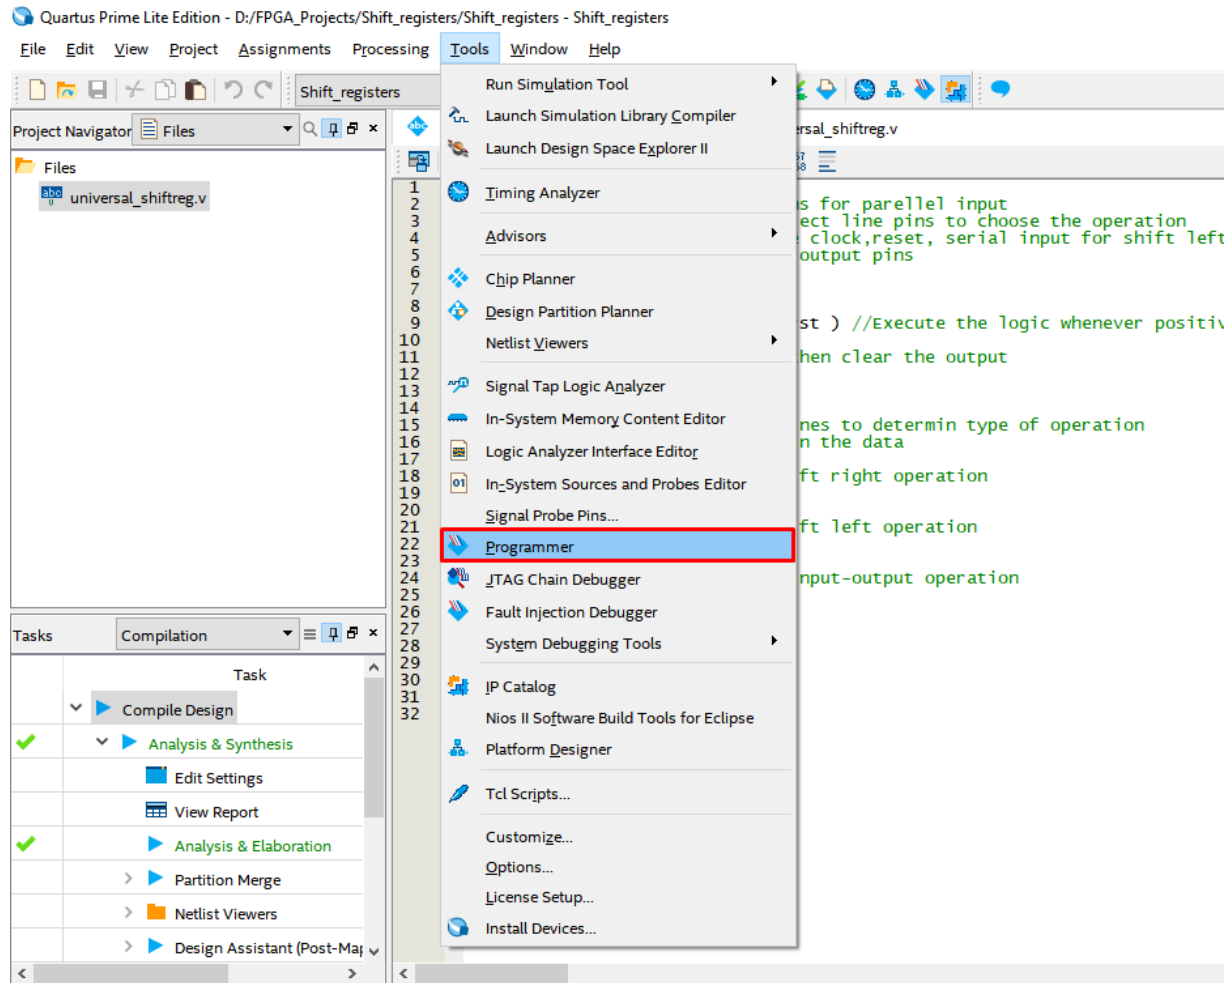 Quartus Prime Lite Edition - D:/FPGA_Projects/Shift_registers/Shift_registers - Shift_registers
File Edit View Project Assignments Processing Tools Window Help
Shift_registers
Project Navigator Files
Files
universal_shiftreg.v
Tasks Compilation
Task
Compile Design
Analysis & Synthesis
Edit Settings
View Report
Analysis & Elaboration
Partition Merge
Netlist Viewers
Design Assistant (Post-Map
Run Simulation Tool
Launch Simulation Library Compiler
Launch Design Space Explorer II
Timing Analyzer
Advisors
Chip Planner
Design Partition Planner
Netlist Viewers
Signal Tap Logic Analyzer
In-System Memory Content Editor
Logic Analyzer Interface Editor
In-System Sources and Probes Editor
Signal Probe Pins...
Programmer
JTAG Chain Debugger
Fault Injection Debugger
System Debugging Tools
IP Catalog
Nios II Software Build Tools for Eclipse
Platform Designer
Tcl Scripts...
Customize...
Options...
License Setup...
Install Devices...
ersal_shiftreg.v
1
2 s for parellel input
3 ect line pins to choose the operation
4 clock,reset, serial input for shift left
5 output pins
6
7
8
9 st ) //Execute the logic whenever positiv
10
11 hen clear the output
12
13
14
15 nes to determin type of operation
16 n the data
17
18 ft right operation
19
20
21 ft left operation
22
23
24 nput-output operation
25
26
27
28
29
30
31
32